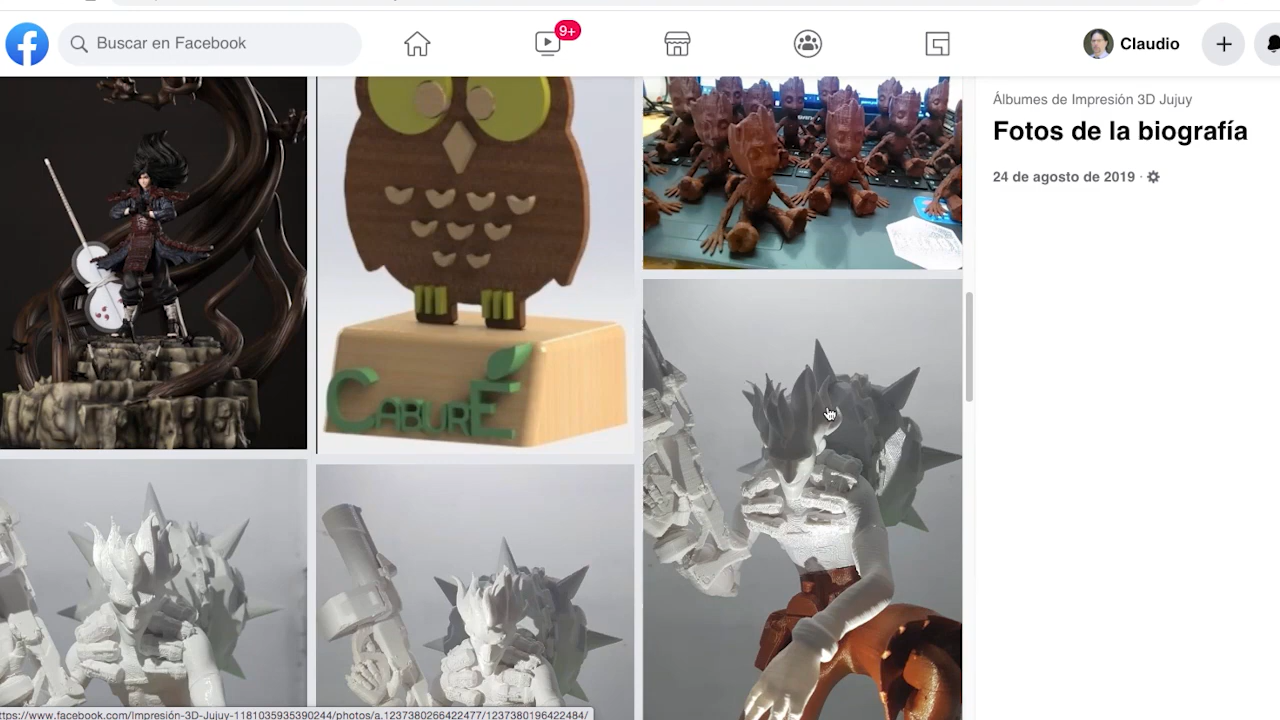 Buscar en Facebook
9+
Claudio
Álbumes de Impresión 3D Jujuy
Fotos de la biografía
24 de agosto de 2019 ·
CABURÉ
ttps://www.facebook.com/Impresión-3D-Jujuy-1181035935390244/photos/a.1237380266422477/1237380196422484/